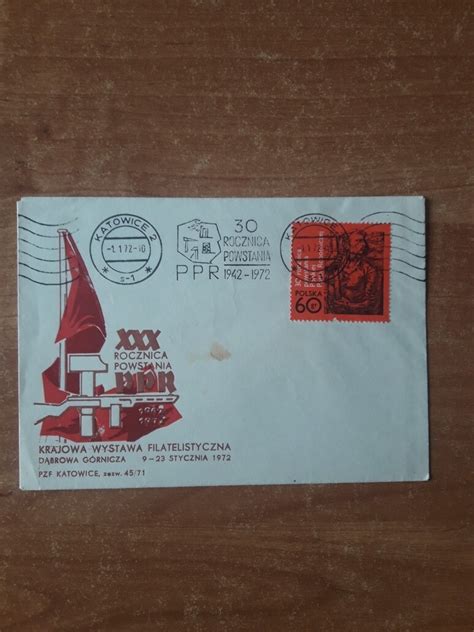 KATOWICE 2
-1.1.72-10
* s-1 *
30
ROCZNICA
POWSTANIA
PPR 1942-1972
POLSKA
60 gr
XXX
ROCZNICA
POWSTANIA
PPR
1942
1972
KRAJOWA WYSTAWA FILATELISTYCZNA
DĄBROWA GÓRNICZA 9-23 STYCZNIA 1972
PZF KATOWICE, zezw. 45/71